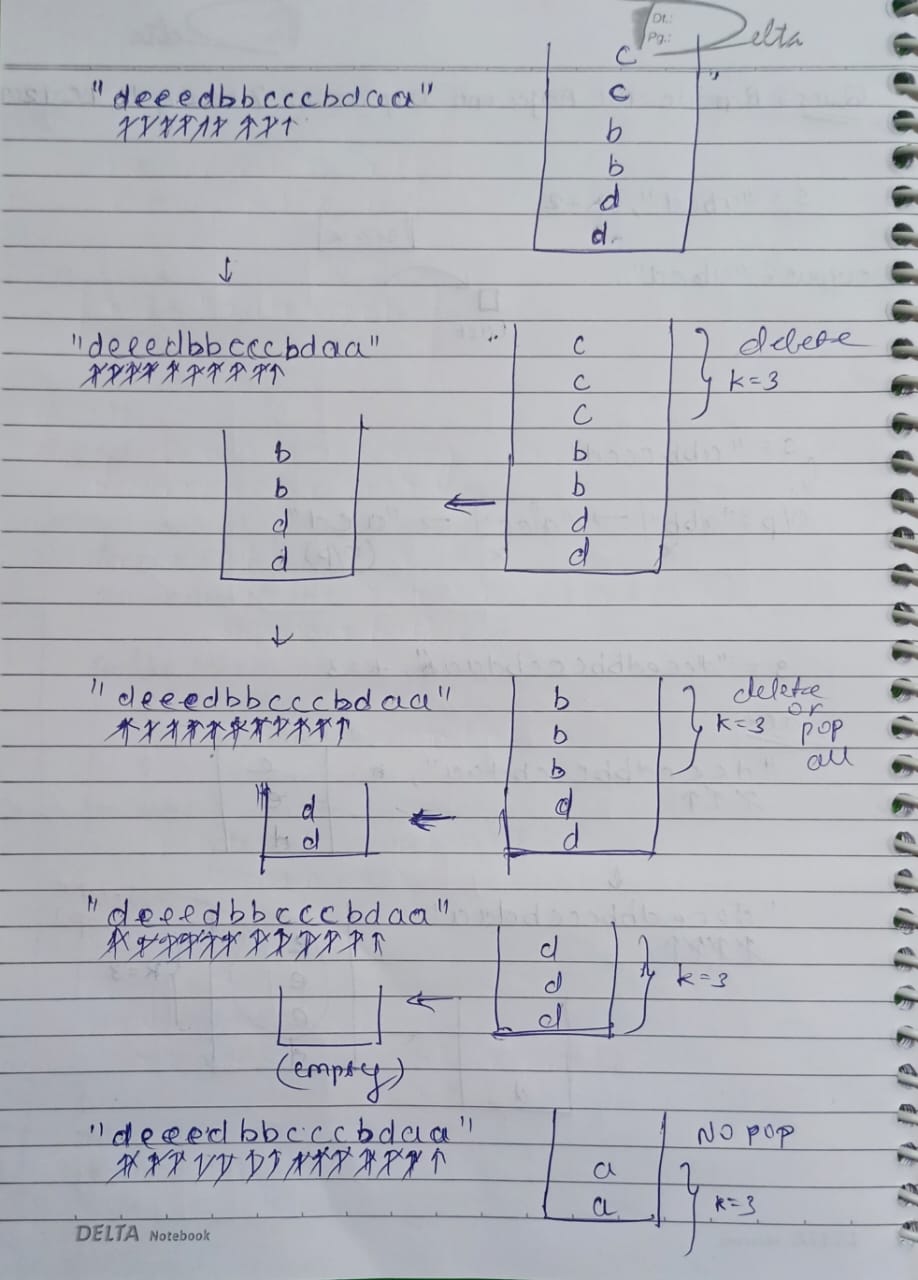 Dt.:
Pg.:
Delta
"deeedbbcccbdaa"
c
c
b
b
d
d
↓
"deeedbbcccbdaa"
c
c
c
b
b
d
d
delete
k=3
←
b
b
d
d
↓
"deeedbbcccbdaa"
b
b
b
d
d
k=3
delete
or
pop
all
←
d
d
"deeedbbcccbdaa"
d
d
d
k=3
←
(empty)
"deeedbbcccbdaa"
a
a
NO pop
k=3
DELTA Notebook